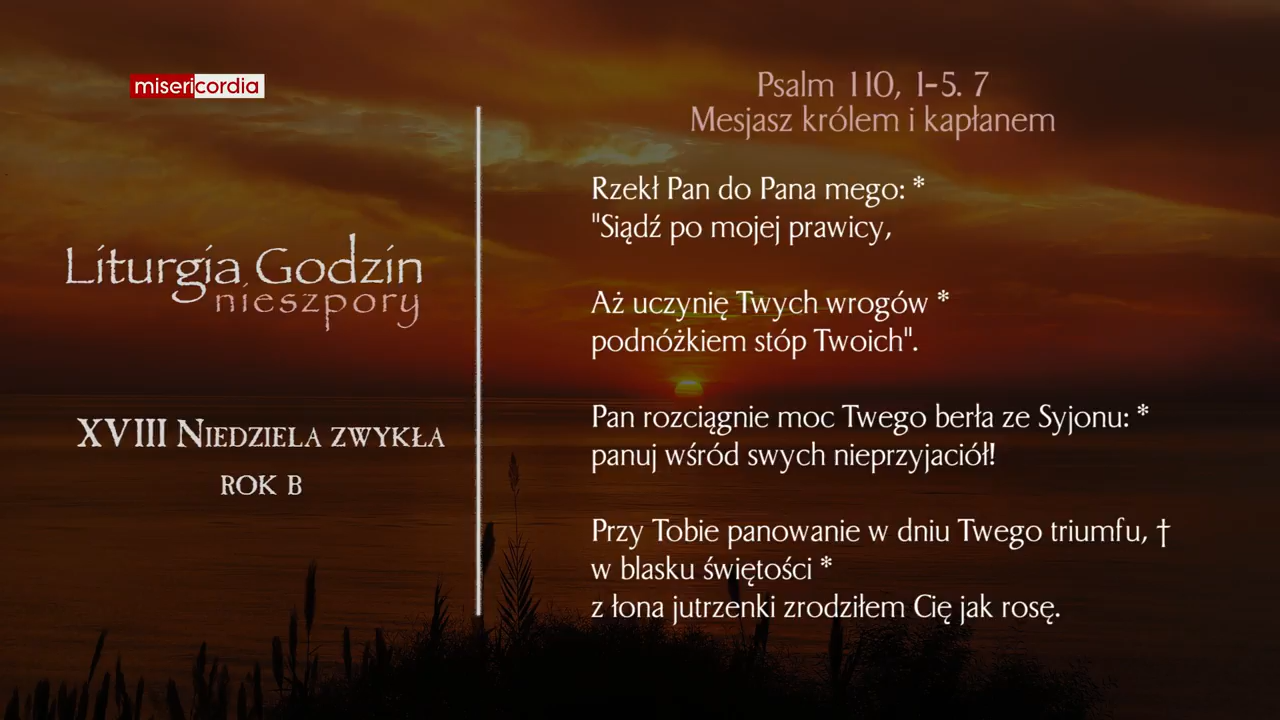 misericordia
Liturgia Godzin
nieszpory
XVIII Niedziela zwykła
rok B
Psalm 110, 1-5. 7
Mesjasz królem i kapłanem
Rzekł Pan do Pana mego: *
"Siądź po mojej prawicy,
Aż uczynię Twych wrogów *
podnóżkiem stóp Twoich".
Pan rozciągnie moc Twego berła ze Syjonu: *
panuj wśród swych nieprzyjaciół!
Przy Tobie panowanie w dniu Twego triumfu, †
w blasku świętości *
z łona jutrzenki zrodziłem Cię jak rosę.